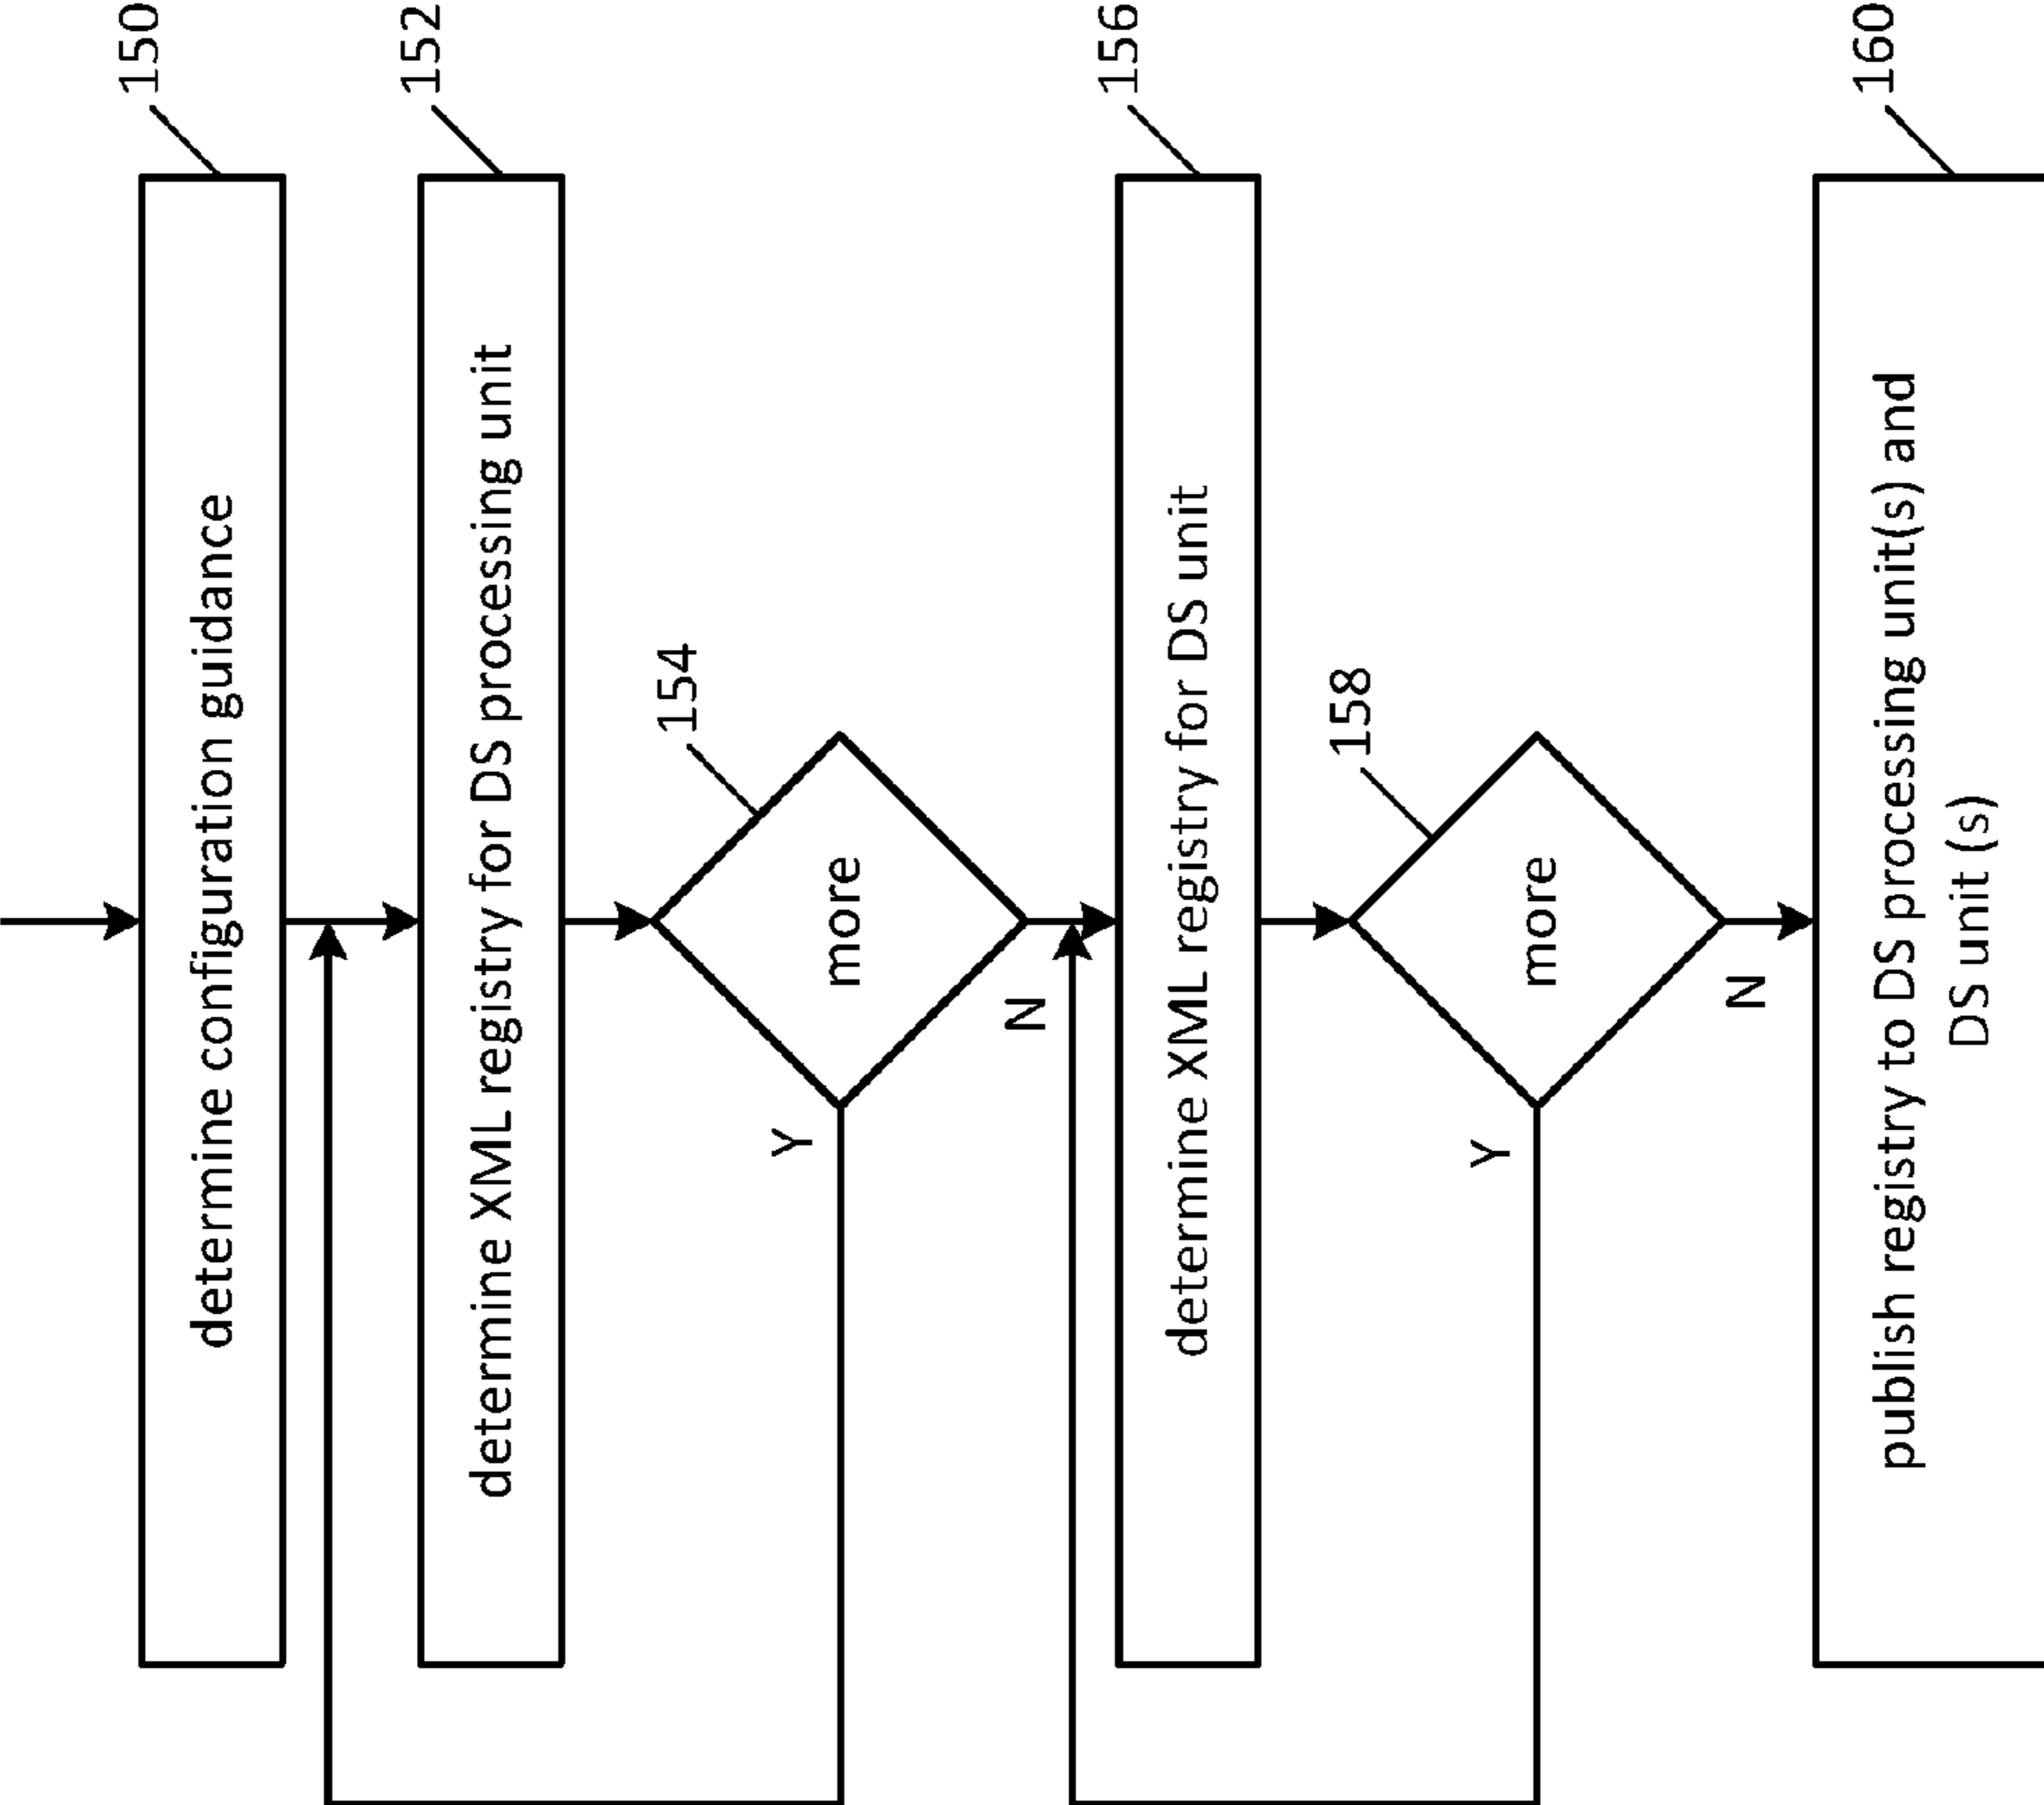 150
determine configuration guidance
152
determine XML registry for DS processing unit
154
more
Y
N
156
determine XML registry for DS unit
158
more
Y
N
160
publish registry to DS processing unit(s) and
DS unit (s)